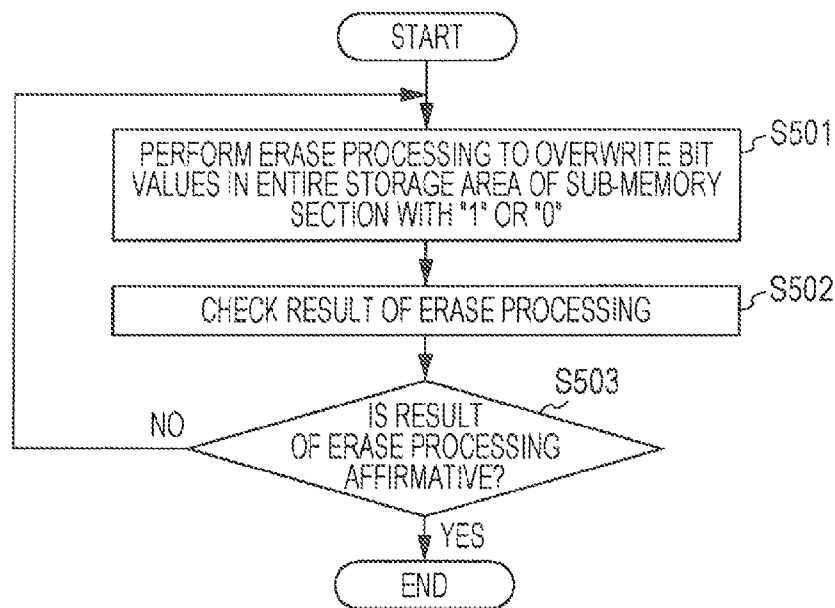 START
S501
PERFORM ERASE PROCESSING TO OVERWRITE BIT
VALUES IN ENTIRE STORAGE AREA OF SUB-MEMORY
SECTION WITH "1" OR "0"
S502
CHECK RESULT OF ERASE PROCESSING
S503
NO
IS RESULT
OF ERASE PROCESSING
AFFIRMATIVE?
YES
END